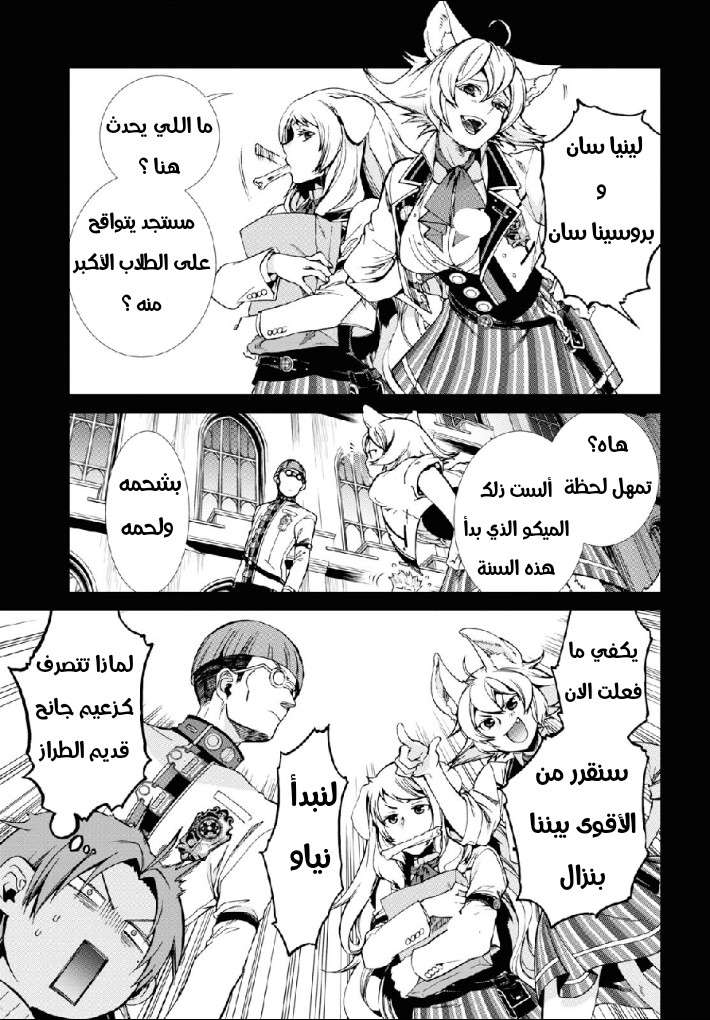 لينيا سان
و
بروسينا سان
ما اللي يحدث
هنا ؟
مستجد يتواقح
على الطلاب الأكبر
منه ؟
هاه؟
تمهل لحظة
ألست ذلك
الميكو الذي بدأ
هذه السنة
بشحمه
ولحمه
يكفي ما
فعلت الان
سنقرر من
الأقوى بيننا
بنزال
لنبدأ
نياو
لماذا تتصرف
كزعيم جانح
قديم الطراز